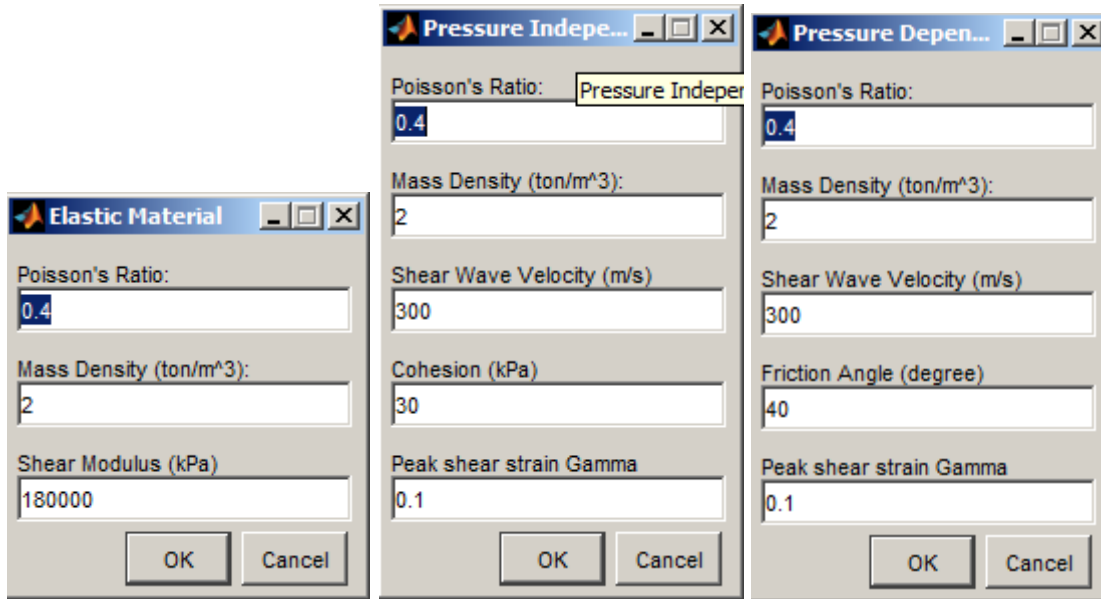 Elastic Material
Poisson's Ratio:
0.4
Mass Density (ton/m^3):
2
Shear Modulus (kPa)
180000
OK Cancel
Pressure Indepe...
Poisson's Ratio:
Pressure Indeper
0.4
Mass Density (ton/m^3):
2
Shear Wave Velocity (m/s)
300
Cohesion (kPa)
30
Peak shear strain Gamma
0.1
OK Cancel
Pressure Depen...
Poisson's Ratio:
0.4
Mass Density (ton/m^3):
2
Shear Wave Velocity (m/s)
300
Friction Angle (degree)
40
Peak shear strain Gamma
0.1
OK Cancel